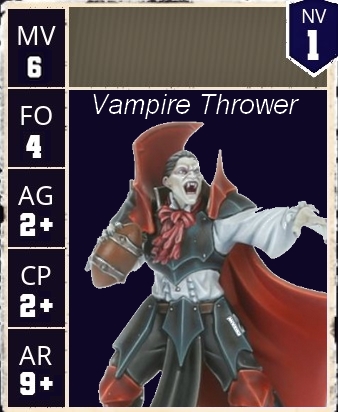 MV
6
NV
1
Vampire Thrower
FO
4
AG
2+
CP
2+
AR
9+